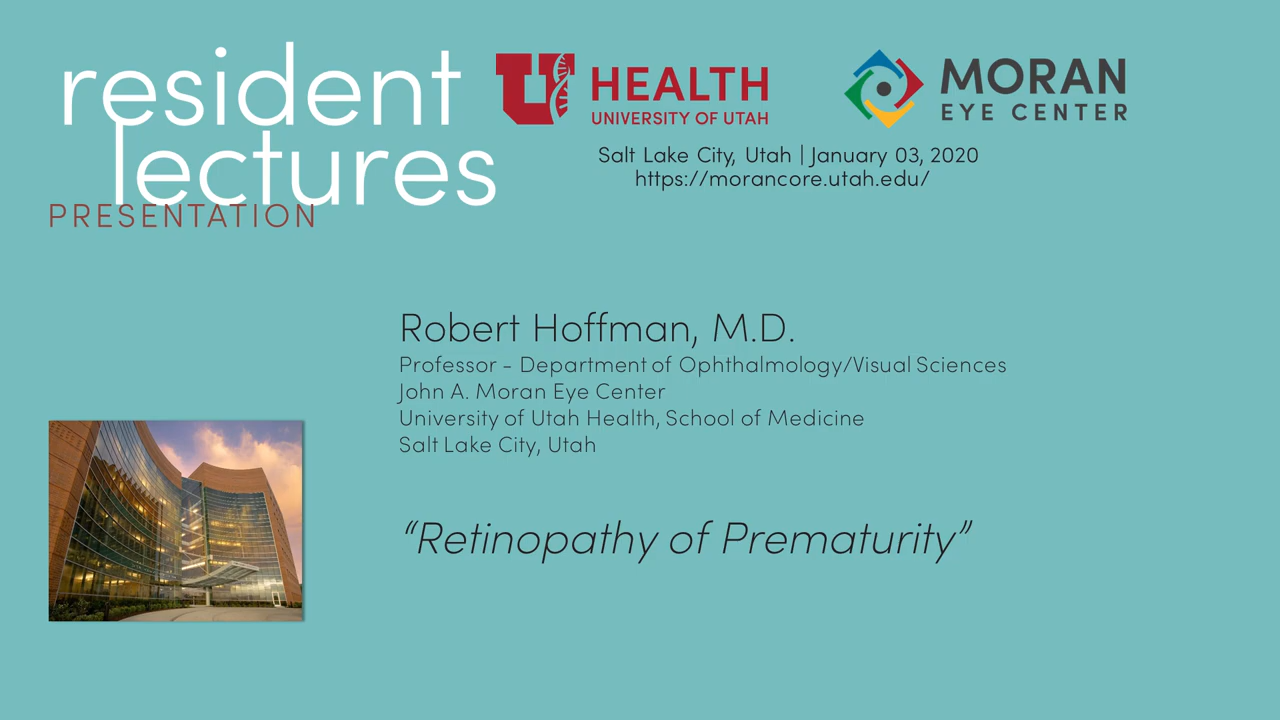 resident
lectures
PRESENTATION
U HEALTH
UNIVERSITY OF UTAH
MORAN
EYE CENTER
Salt Lake City, Utah | January 03, 2020
https://morancore.utah.edu/
Robert Hoffman, M.D.
Professor - Department of Ophthalmology/Visual Sciences
John A. Moran Eye Center
University of Utah Health, School of Medicine
Salt Lake City, Utah
“Retinopathy of Prematurity”